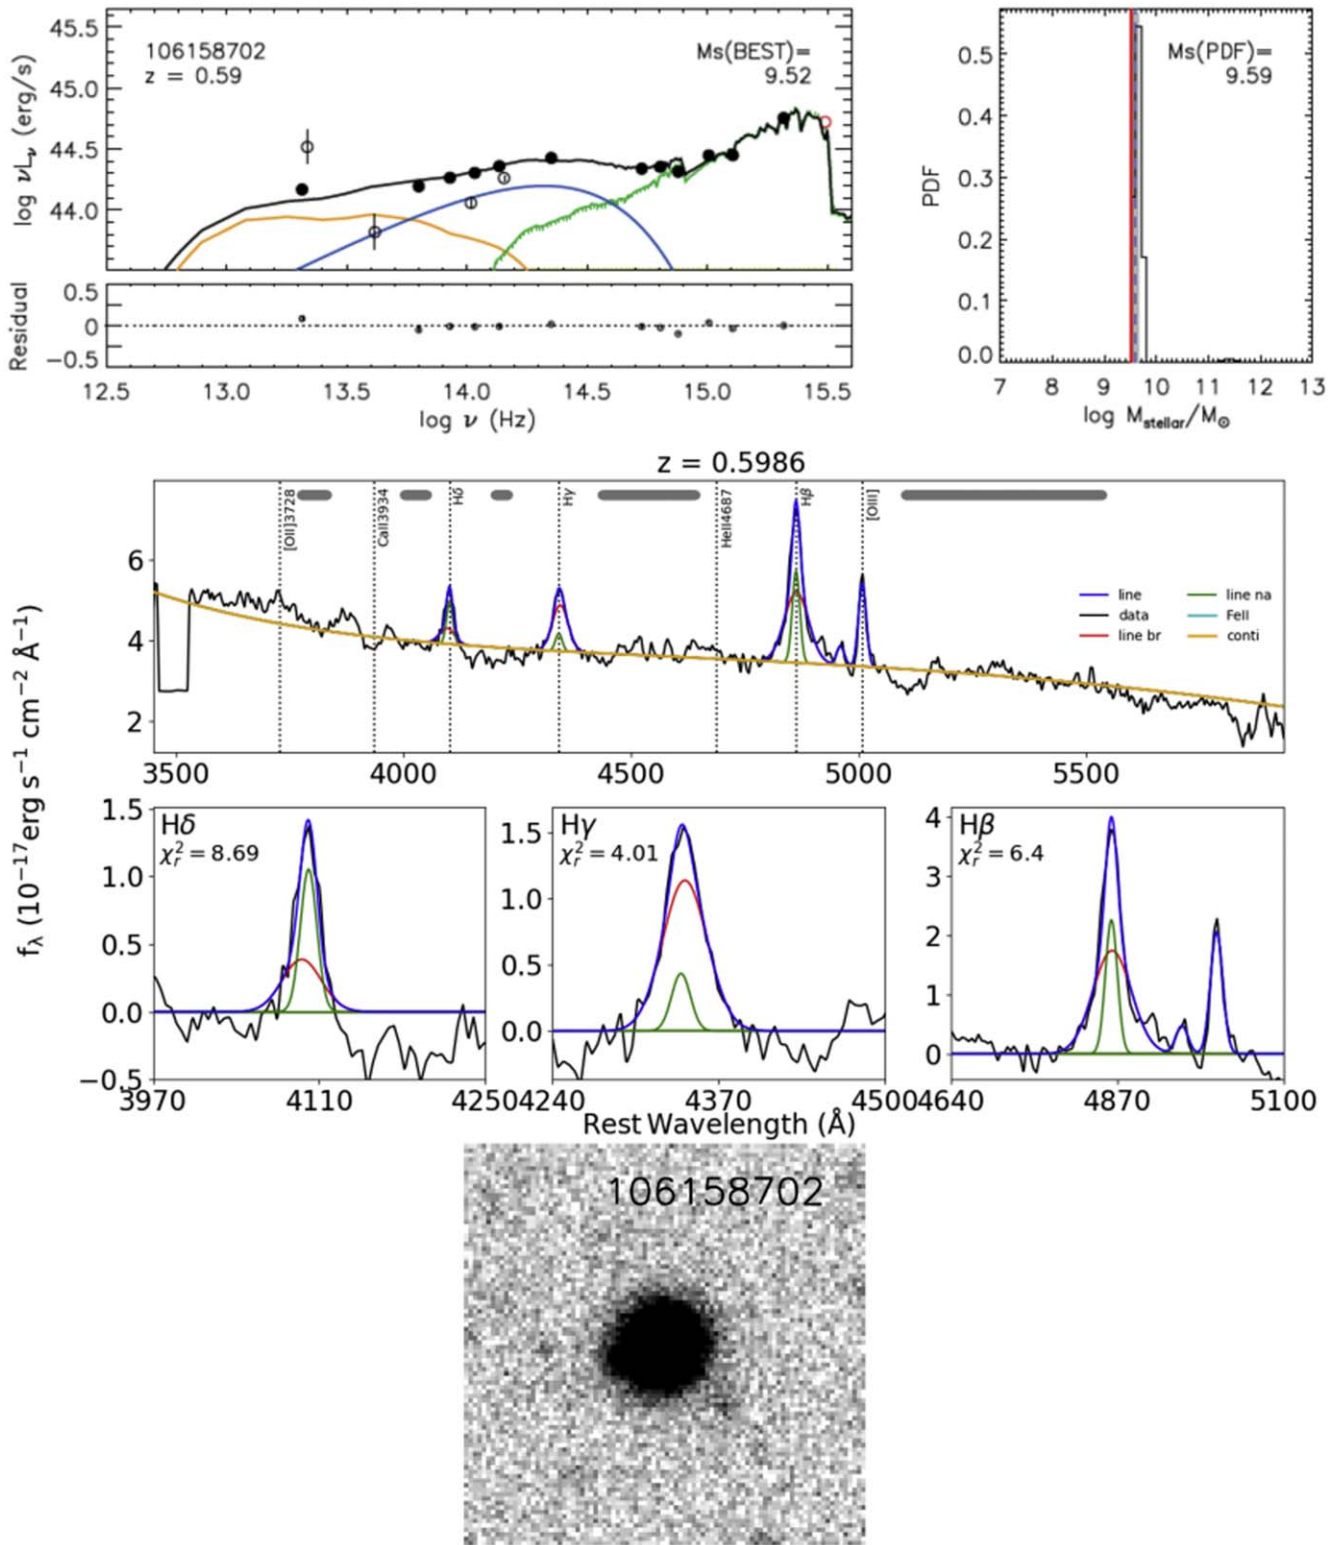 106158702
z = 0.59
Ms(BEST)=
9.52
log νLν (erg/s)
45.5
45.0
44.5
44.0
Residual
0.5
0
−0.5
12.5 13.0 13.5 14.0 14.5 15.0 15.5
log ν (Hz)
Ms(PDF)=
9.59
PDF
0.5
0.4
0.3
0.2
0.1
0.0
7 8 9 10 11 12 13
log Mstellar/M⊙
z = 0.5986
[OII]3728
CaII3934
Hδ
Hγ
HeII4687
Hβ
[OIII]
line
data
line br
line na
FeII
conti
6
4
2
3500 4000 4500 5000 5500
fλ (10⁻¹⁷erg s⁻¹ cm⁻² Å⁻¹)
Hδ
χr² = 8.69
1.5
1.0
0.5
0.0
−0.5
3970 4110 4250
Hγ
χr² = 4.01
1.5
1.0
0.5
0.0
4240 4370 4500
Hβ
χr² = 6.4
4
3
2
1
0
4640 4870 5100
Rest Wavelength (Å)
106158702